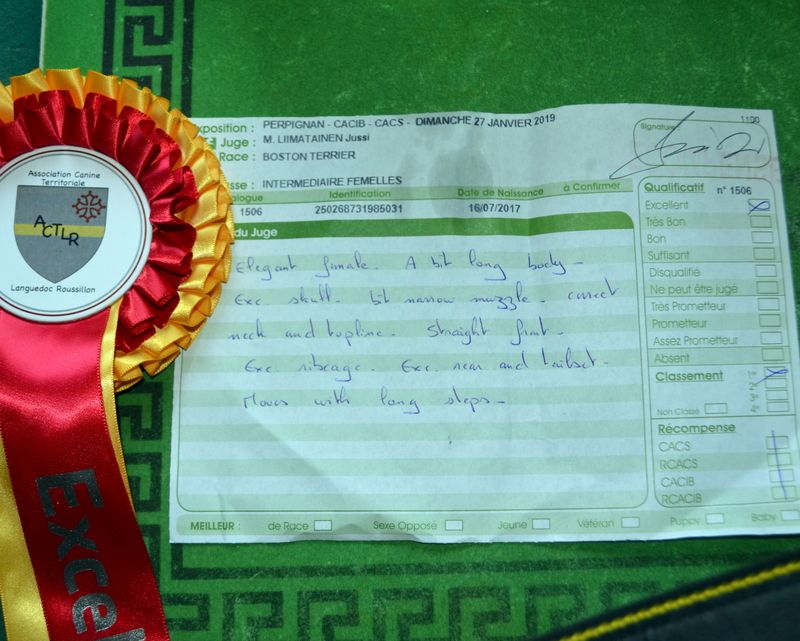 Association Canine
Territoriale
ACTLR
Languedoc Roussillon
Excel
xposition : PERPIGNAN - CACIB - CACS - DIMANCHE 27 JANVIER 2019
Juge : M. LIIMATAINEN Jussi
Race : BOSTON TERRIER
sse : INTERMEDIAIRE FEMELLES
alogue Identification Date de Naissance à Confirmer
1506 250268731985031 16/07/2017
du Juge
Elegant female. A bit long body -
Exc. skull. bit narrow muzzle. correct
neck and topline. Straight front -
Exc. ribcage. Exc. rear and tailset.
Moves with long steps -
Signature: 1100
Qualificatif n° 1506
Excellent
Très Bon
Bon
Suffisant
Disqualifié
Ne peut être jugé
Très Prometteur
Prometteur
Assez Prometteur
Absent
Classement 1er
2e
3e
Non Classé 4e
Récompense
CACS
RCACS
CACIB
RCACIB
MEILLEUR : de Race Sexe Opposé Jeune Vétéran Puppy Baby